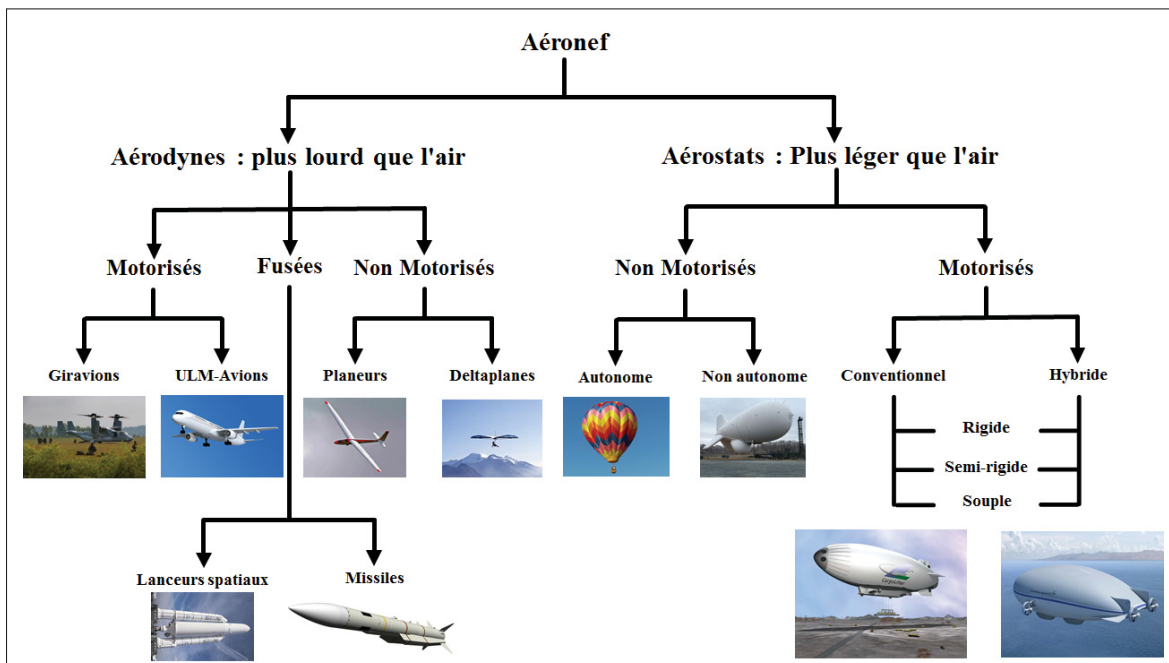 Aéronef
Aérodynes : plus lourd que l'air
Aérostats : Plus léger que l'air
Motorisés
Fusées
Non Motorisés
Non Motorisés
Motorisés
Giravions
ULM-Avions
Planeurs
Deltaplanes
Autonome
Non autonome
Conventionnel
Hybride
Rigide
Semi-rigide
Souple
Lanceurs spatiaux
Missiles
CargoLifter